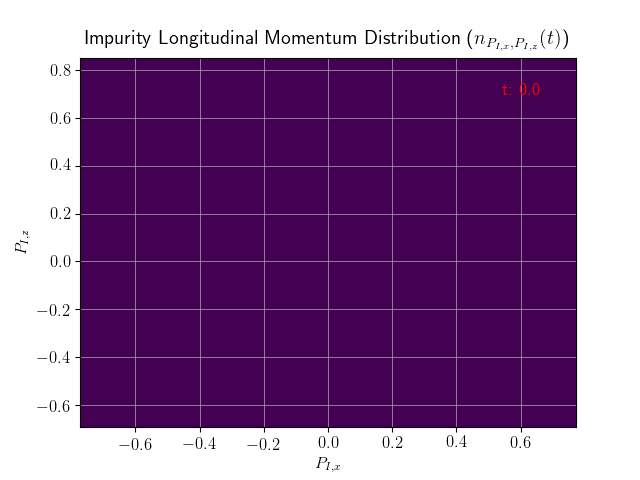 Impurity Longitudinal Momentum Distribution ($n_{P_{I,x},P_{I,z}}(t)$)
0.8
t: 0.0
0.6
0.4
0.2
$P_{I,z}$
0.0
−0.2
−0.4
−0.6
−0.6 −0.4 −0.2 0.0 0.2 0.4 0.6
$P_{I,x}$